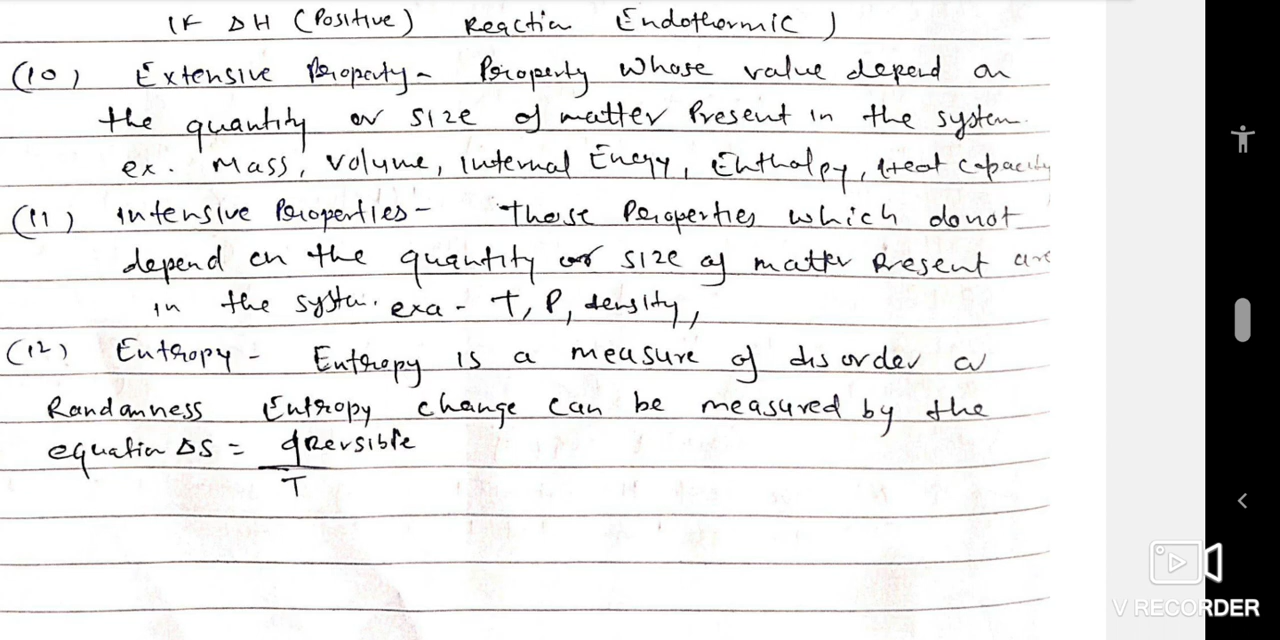 IF ΔH (Positive) Reaction Endothermic)
(10) Extensive Property - Property whose value depend on
the quantity or size of matter Present in the system.
ex. Mass, volume, internal Energy, Enthalpy, Heat capacity
(11) intensive Properties - Those Properties which donot
depend on the quantity or size of matter Present are
in the system. exa - T, P, density,
(12) Entropy - Entropy is a measure of disorder or
Randomness Entropy change can be measured by the
equation ΔS = qReversible
T
V RECORDER